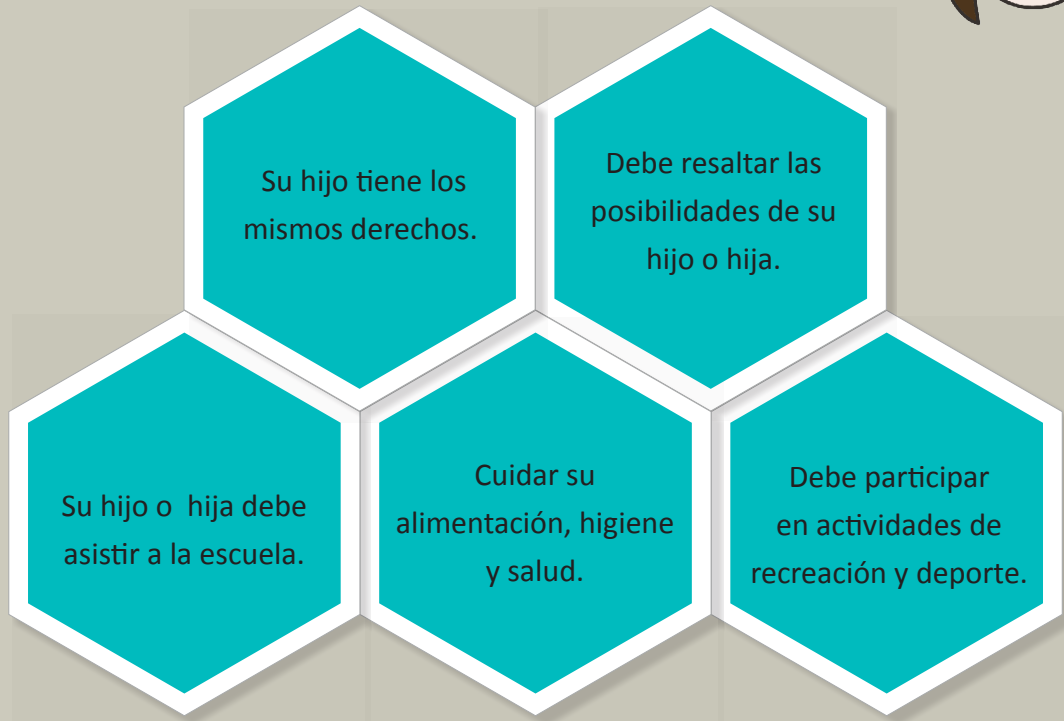 Su hijo tiene los
mismos derechos.
Debe resaltar las
posibilidades de su
hijo o hija.
Su hijo o hija debe
asistir a la escuela.
Cuidar su
alimentación, higiene
y salud.
Debe participar
en actividades de
recreación y deporte.